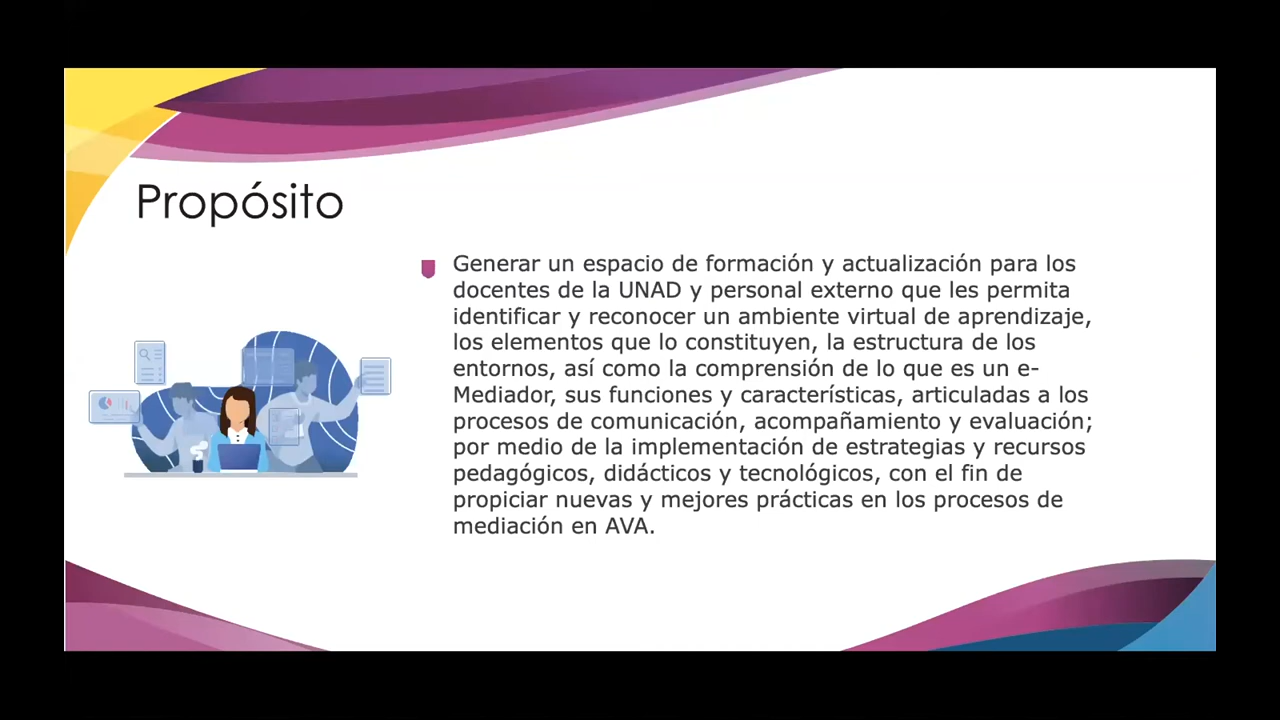 Propósito
Generar un espacio de formación y actualización para los
docentes de la UNAD y personal externo que les permita
identificar y reconocer un ambiente virtual de aprendizaje,
los elementos que lo constituyen, la estructura de los
entornos, así como la comprensión de lo que es un e-
Mediador, sus funciones y características, articuladas a los
procesos de comunicación, acompañamiento y evaluación;
por medio de la implementación de estrategias y recursos
pedagógicos, didácticos y tecnológicos, con el fin de
propiciar nuevas y mejores prácticas en los procesos de
mediación en AVA.